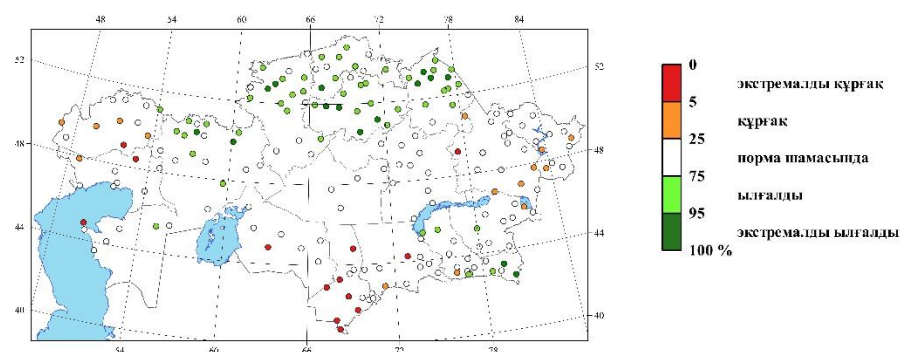 48 54 60 66 72 78 84
52 52
48 48
44 44
40 40
54 60 66 72 78
0
экстремалды құрғақ
5
құрғақ
25
норма шамасында
75
ылғалды
95
экстремалды ылғалды
100 %